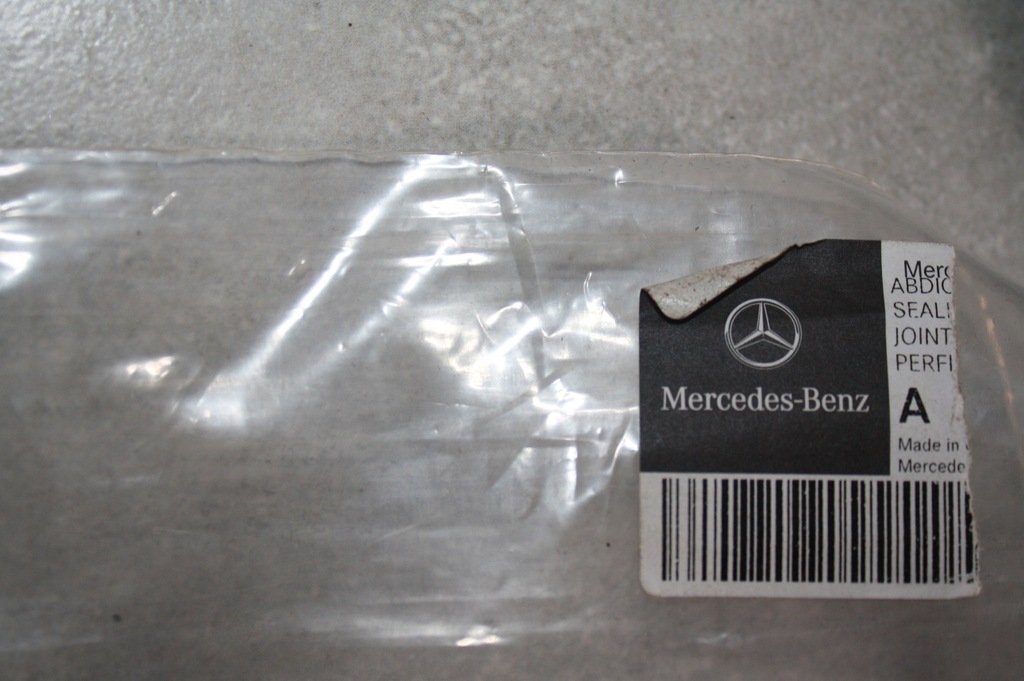 Mercedes-Benz
Merc
ABDIC
SEAL
JOINT
PERFI
A
Made in
Mercede